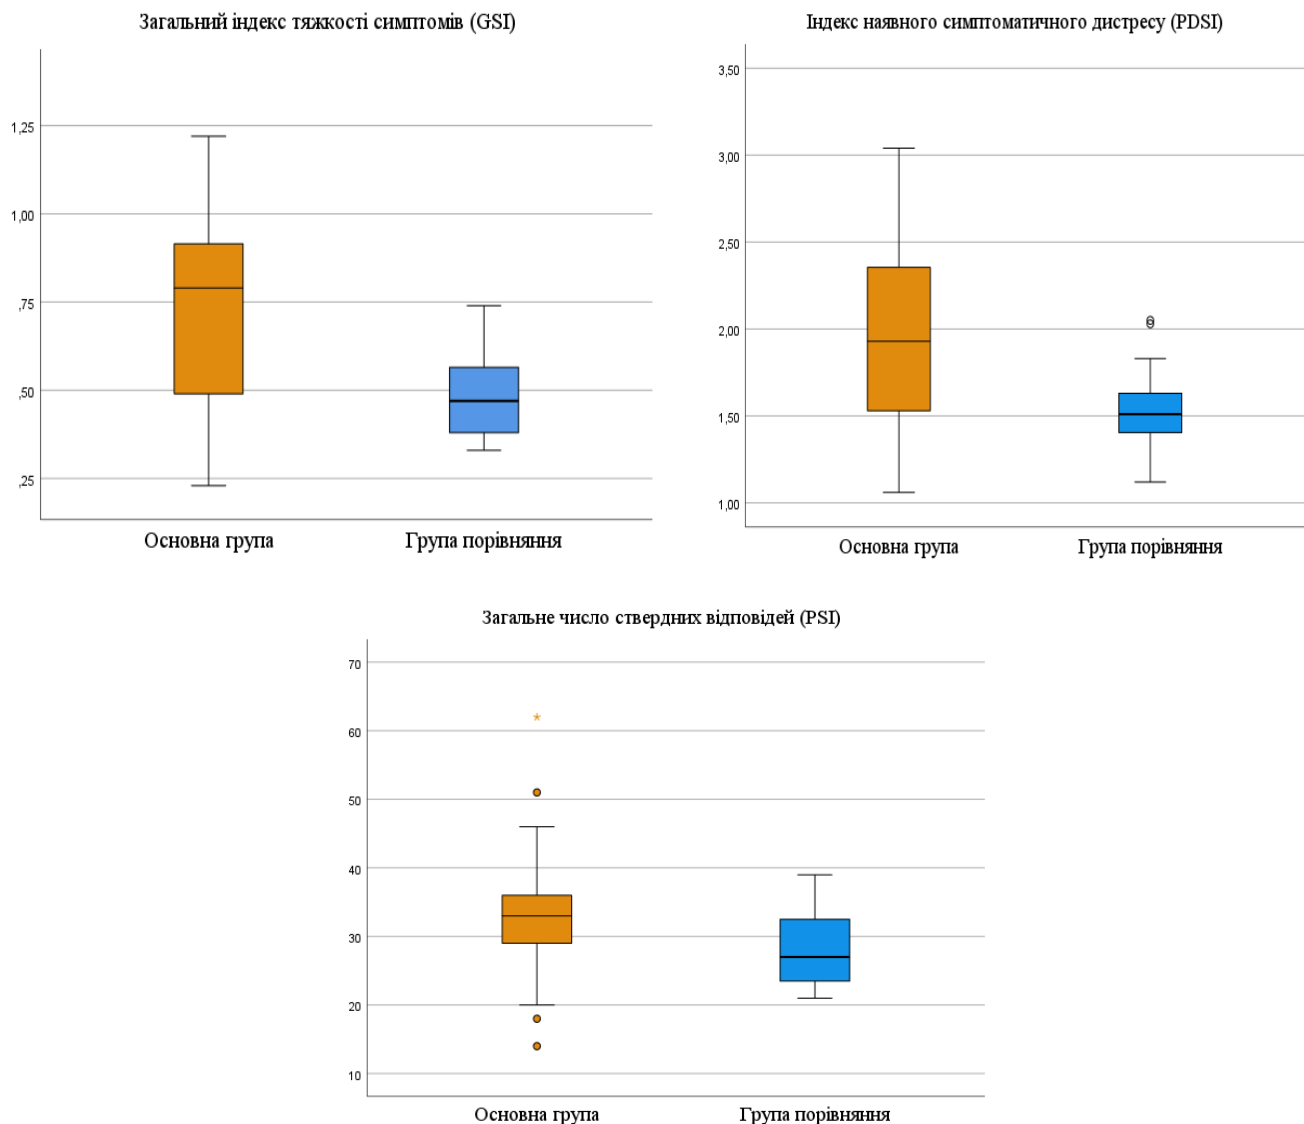 Загальний індекс тяжкості симптомів (GSI)
1,25
1,00
,75
,50
,25
Основна група
Група порівняння
Індекс наявного симптоматичного дистресу (PDSI)
3,50
3,00
2,50
2,00
1,50
1,00
Основна група
Група порівняння
Загальне число ствердних відповідей (PSI)
70
60
50
40
30
20
10
Основна група
Група порівняння